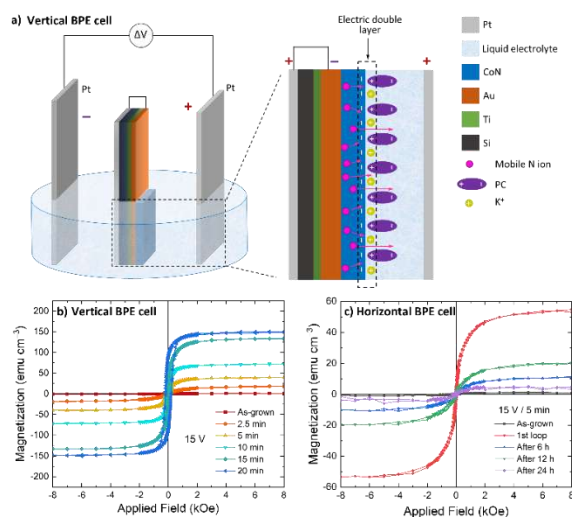 a) Vertical BPE cell
ΔV
Pt
−
Pt
+
Electric double
layer
+
−
+
Pt
Liquid electrolyte
CoN
Au
Ti
Si
Mobile N ion
PC
K⁺
b) Vertical BPE cell
Magnetization (emu cm⁻³)
200
150
100
50
0
-50
-100
-150
-200
-8 -6 -4 -2 0 2 4 6 8
Applied Field (kOe)
As-grown
2.5 min
5 min
10 min
15 min
20 min
15 V
c) Horizontal BPE cell
Magnetization (emu cm⁻³)
60
40
20
0
-20
-40
-60
-8 -6 -4 -2 0 2 4 6 8
Applied Field (kOe)
15 V / 5 min
As-grown
1st loop
After 6 h
After 12 h
After 24 h